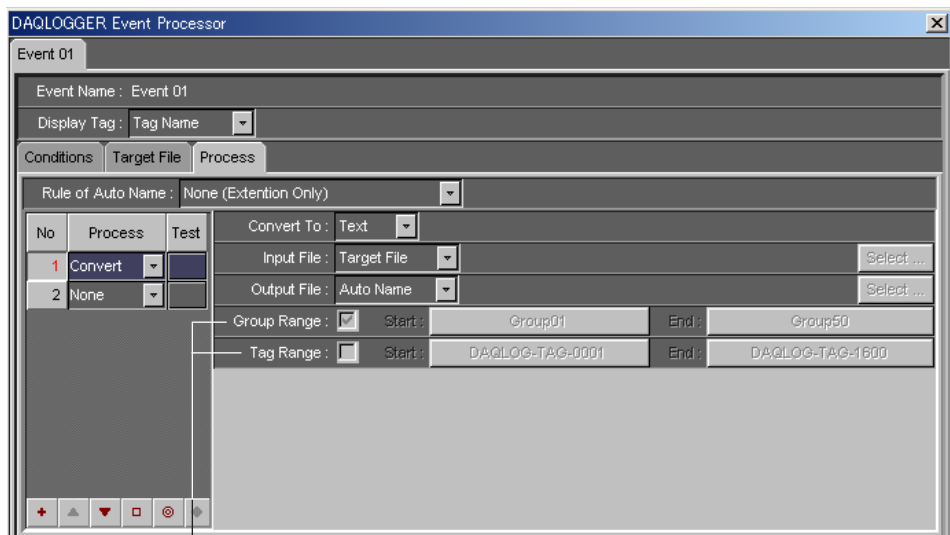 DAQLOGGER Event Processor
Event 01
Event Name : Event 01
Display Tag : Tag Name
Conditions Target File Process
Rule of Auto Name : None (Extention Only)
No Process Test
Convert To : Text
1 Convert
Input File : Target File Select ...
2 None
Output File : Auto Name Select ...
Group Range : Start : Group01 End : Group50
Tag Range : Start : DAQLOG-TAG-0001 End : DAQLOG-TAG-1600